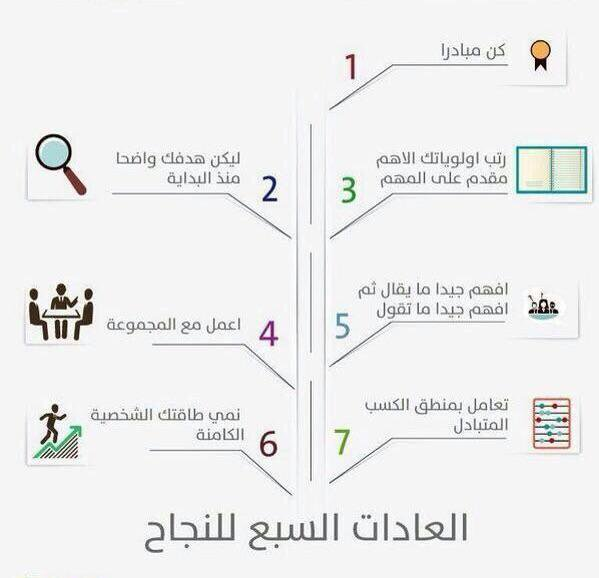 1
كن مبادرا
2
ليكن هدفك واضحا
منذ البداية
3
رتب اولوياتك الاهم
مقدم على المهم
4
اعمل مع المجموعة
5
افهم جيدا ما يقال ثم
افهم جيدا ما تقول
6
نمي طاقتك الشخصية
الكامنة
7
تعامل بمنطق الكسب
المتبادل
العادات السبع للنجاح